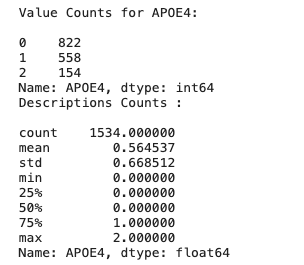 Value Counts for APOE4:
0    822
1    558
2    154
Name: APOE4, dtype: int64
Descriptions Counts :
count    1534.000000
mean        0.564537
std         0.668512
min         0.000000
25%         0.000000
50%         0.000000
75%         1.000000
max         2.000000
Name: APOE4, dtype: float64